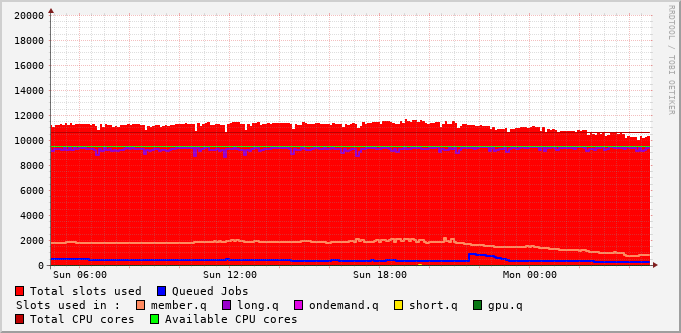 RRDTOOL / TOBI OETIKER
20000
18000
16000
14000
12000
10000
8000
6000
4000
2000
0
Sun 06:00 Sun 12:00 Sun 18:00 Mon 00:00
Total slots used Queued Jobs
Slots used in : member.q long.q ondemand.q short.q gpu.q
Total CPU cores Available CPU cores